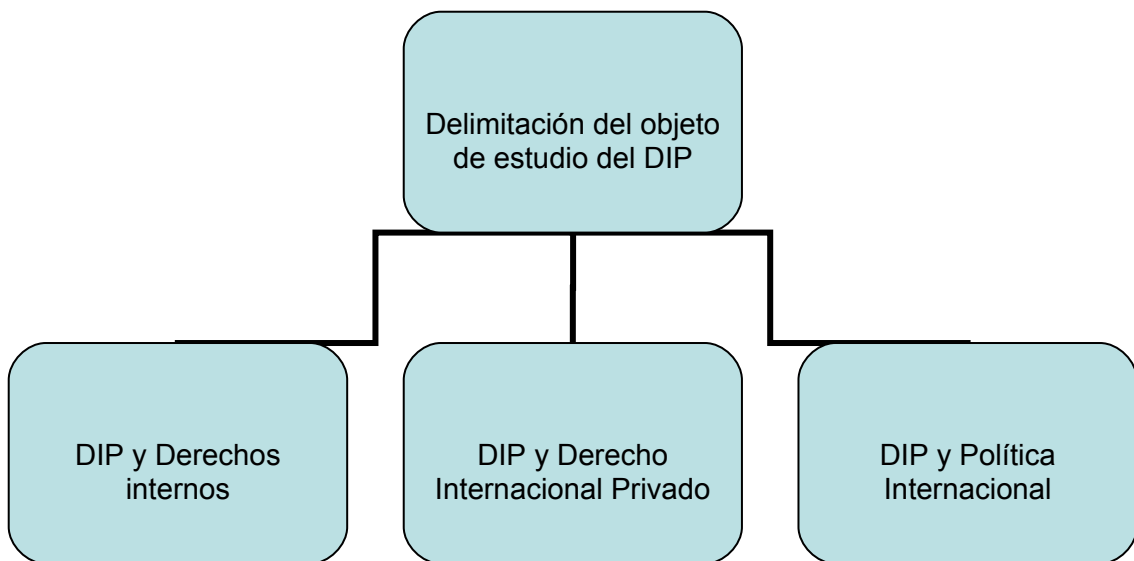 Delimitación del objeto
de estudio del DIP
DIP y Derechos
internos
DIP y Derecho
Internacional Privado
DIP y Política
Internacional